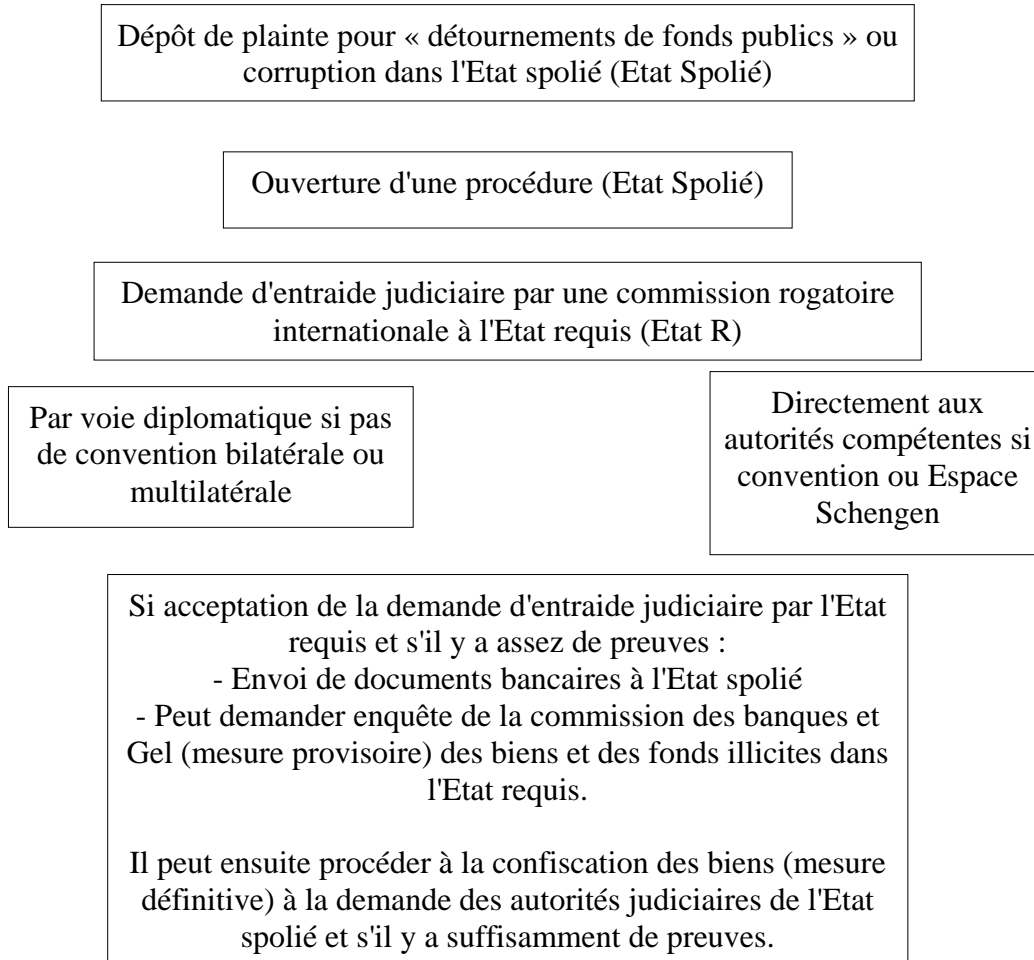 Dépôt de plainte pour « détournements de fonds publics » ou
corruption dans l'Etat spolié (Etat Spolié)
Ouverture d'une procédure (Etat Spolié)
Demande d'entraide judiciaire par une commission rogatoire
internationale à l'Etat requis (Etat R)
Par voie diplomatique si pas
de convention bilatérale ou
multilatérale
Directement aux
autorités compétentes si
convention ou Espace
Schengen
Si acceptation de la demande d'entraide judiciaire par l'Etat
requis et s'il y a assez de preuves :
- Envoi de documents bancaires à l'Etat spolié
- Peut demander enquête de la commission des banques et
Gel (mesure provisoire) des biens et des fonds illicites dans
l'Etat requis.
Il peut ensuite procéder à la confiscation des biens (mesure
définitive) à la demande des autorités judiciaires de l'Etat
spolié et s'il y a suffisamment de preuves.